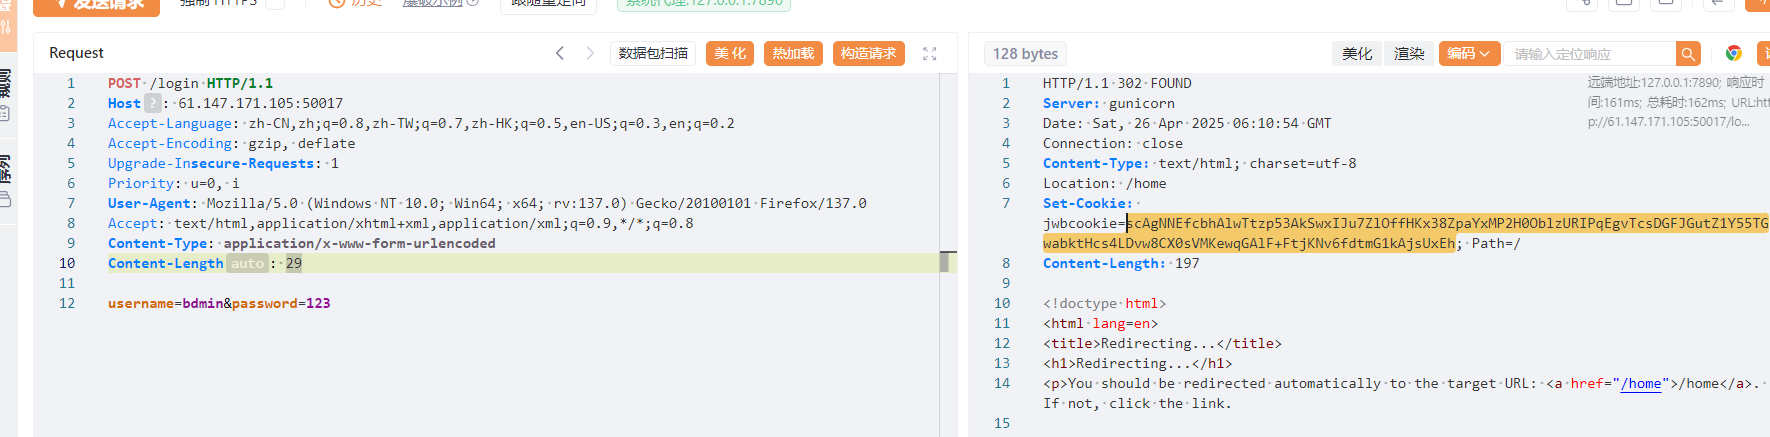 发送请求
强制 HTTPS
历史
爆破示例
跟随重定向
系统代理:127.0.0.1:7890
规则
序列
Request
数据包扫描
美化
热加载
构造请求
1 POST /login HTTP/1.1
2 Host ? : 61.147.171.105:50017
3 Accept-Language: zh-CN,zh;q=0.8,zh-TW;q=0.7,zh-HK;q=0.5,en-US;q=0.3,en;q=0.2
4 Accept-Encoding: gzip, deflate
5 Upgrade-Insecure-Requests: 1
6 Priority: u=0, i
7 User-Agent: Mozilla/5.0 (Windows NT 10.0; Win64; x64; rv:137.0) Gecko/20100101 Firefox/137.0
8 Accept: text/html,application/xhtml+xml,application/xml;q=0.9,*/*;q=0.8
9 Content-Type: application/x-www-form-urlencoded
10 Content-Length auto : 29
11
12 username=bdmin&password=123
128 bytes
美化
渲染
编码
请输入定位响应
远端地址:127.0.0.1:7890; 响应时
间:161ms; 总耗时:162ms; URL:htt
p://61.147.171.105:50017/lo...
1 HTTP/1.1 302 FOUND
2 Server: gunicorn
3 Date: Sat, 26 Apr 2025 06:10:54 GMT
4 Connection: close
5 Content-Type: text/html; charset=utf-8
6 Location: /home
7 Set-Cookie:
jwbcookie=scAgNNEfcbhAlwTtzp53AkSwxIJu7ZlOffHKx38ZpaYxMP2H0OblzURIPqEgvTcsDGFJGutZ1Y55TG
wabktHcs4LDvw8CX0sVMKewqGAlF+FtjKNv6fdtmG1kAjsUxEh; Path=/
8 Content-Length: 197
9
10 <!doctype html>
11 <html lang=en>
12 <title>Redirecting...</title>
13 <h1>Redirecting...</h1>
14 <p>You should be redirected automatically to the target URL: <a href="/home">/home</a>.
If not, click the link.
15